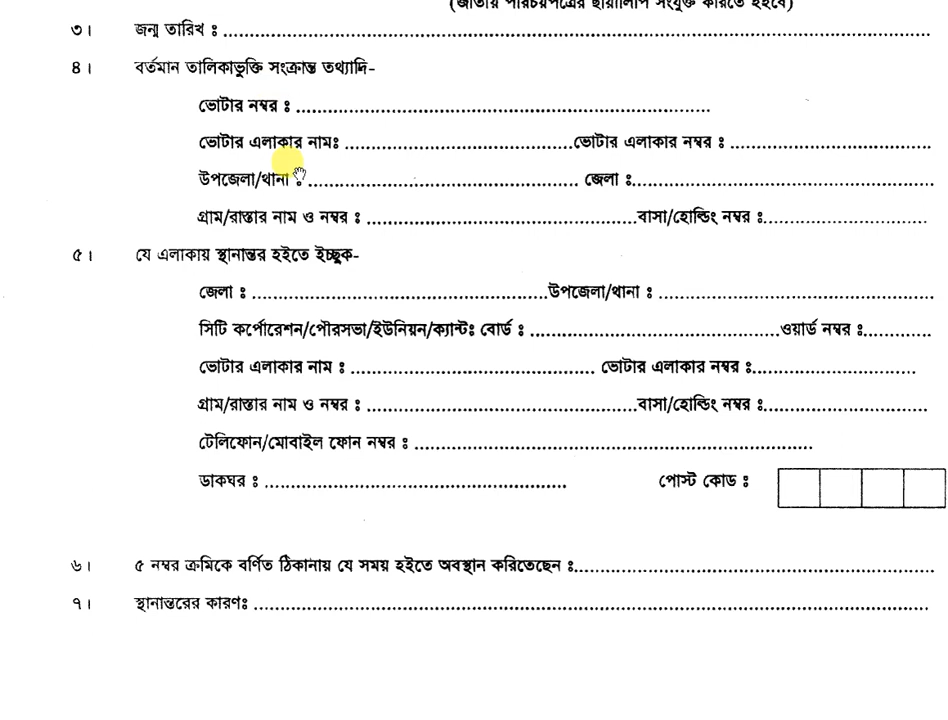 (জাতীয় পরিচয়পত্রের ছায়ালিপি সংযুক্ত করিতে হইবে)
৩। জন্ম তারিখ ঃ ........................................
৪। বর্তমান তালিকাভুক্তি সংক্রান্ত তথ্যাদি-
ভোটার নম্বর ঃ ........................................
ভোটার এলাকার নামঃ ........................................ভোটার এলাকার নম্বর ঃ ........................................
উপজেলা/থানা ঃ ........................................ জেলা ঃ........................................
গ্রাম/রাস্তার নাম ও নম্বর ঃ ........................................বাসা/হোল্ডিং নম্বর ঃ........................................
৫। যে এলাকায় স্থানান্তর হইতে ইচ্ছুক-
জেলা ঃ ........................................উপজেলা/থানা ঃ ........................................
সিটি কর্পোরেশন/পৌরসভা/ইউনিয়ন/ক্যান্টঃ বোর্ড ঃ ........................................ওয়ার্ড নম্বর ঃ............
ভোটার এলাকার নাম ঃ ........................................ ভোটার এলাকার নম্বর ঃ........................................
গ্রাম/রাস্তার নাম ও নম্বর ঃ ........................................বাসা/হোল্ডিং নম্বর ঃ........................................
টেলিফোন/মোবাইল ফোন নম্বর ঃ ........................................
ডাকঘর ঃ ........................................ পোস্ট কোড ঃ
৬। ৫ নম্বর ক্রমিকে বর্ণিত ঠিকানায় যে সময় হইতে অবস্থান করিতেছেন ঃ........................................
৭। স্থানান্তরের কারণঃ ........................................